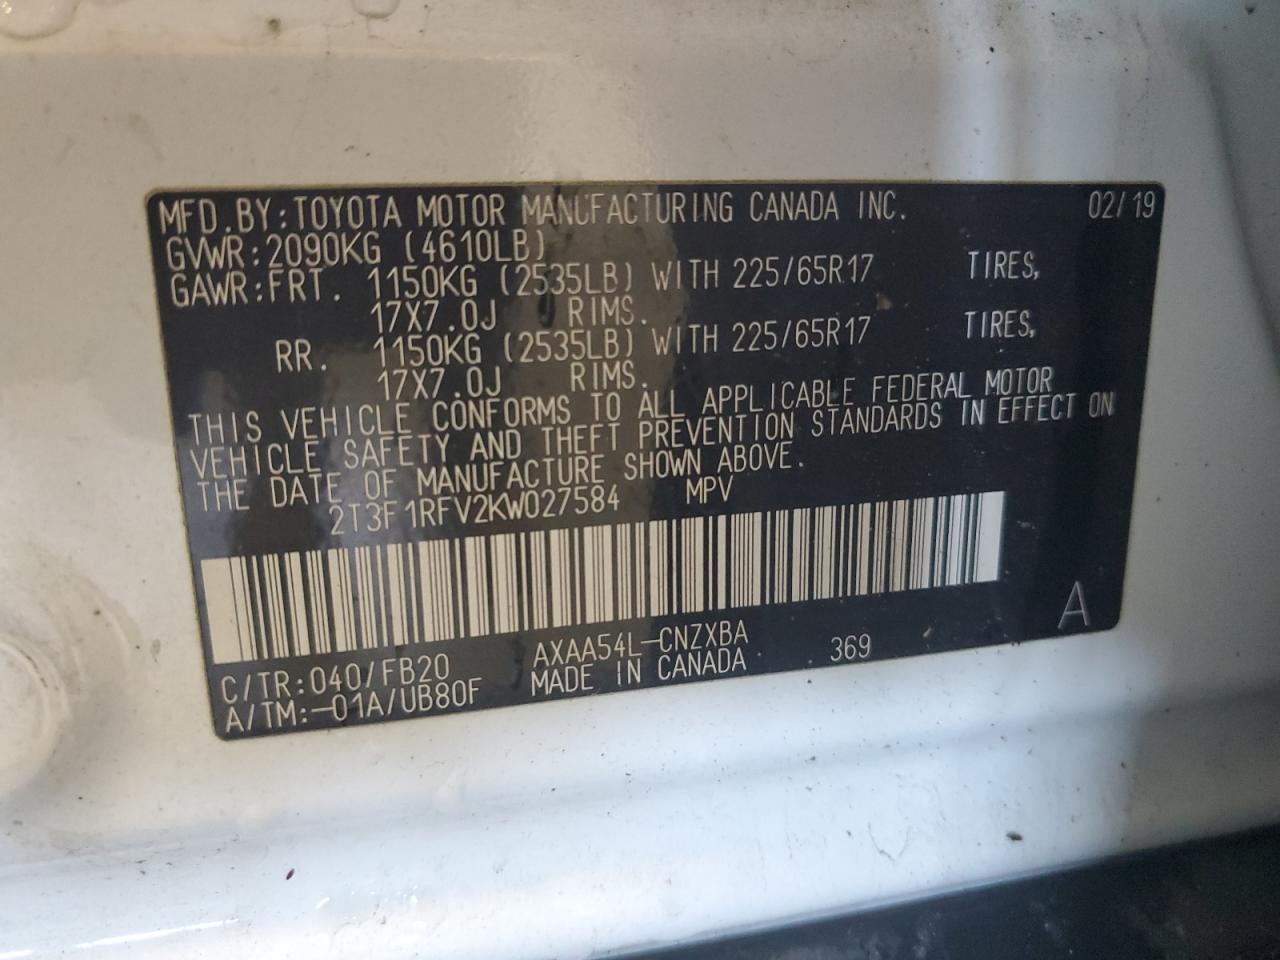 MFD.BY:TOYOTA MOTOR MANUFACTURING CANADA INC. 02/19
GVWR:2090KG (4610LB)
GAWR:FRT. 1150KG (2535LB) WITH 225/65R17 TIRES,
17X7.0J RIMS.
RR. 1150KG (2535LB) WITH 225/65R17 TIRES,
17X7.0J RIMS.
THIS VEHICLE CONFORMS TO ALL APPLICABLE FEDERAL MOTOR
VEHICLE SAFETY AND THEFT PREVENTION STANDARDS IN EFFECT ON
THE DATE OF MANUFACTURE SHOWN ABOVE.
2T3F1RFV2KW027584 MPV
A
C/TR:040/FB20 AXAA54L-CNZXBA 369
A/TM:-01A/UB80F MADE IN CANADA